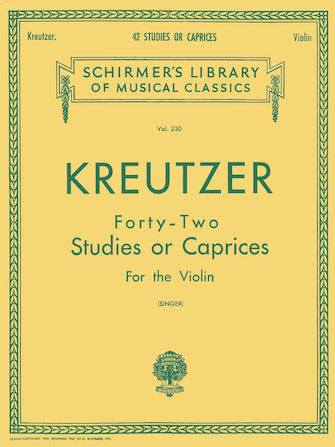 Kreutzer. 42 STUDIES OR CAPRICES Violin
SCHIRMER'S LIBRARY
OF MUSICAL CLASSICS
Vol. 230
KREUTZER
Forty-Two
Studies or Caprices
For the Violin
(SINGER)